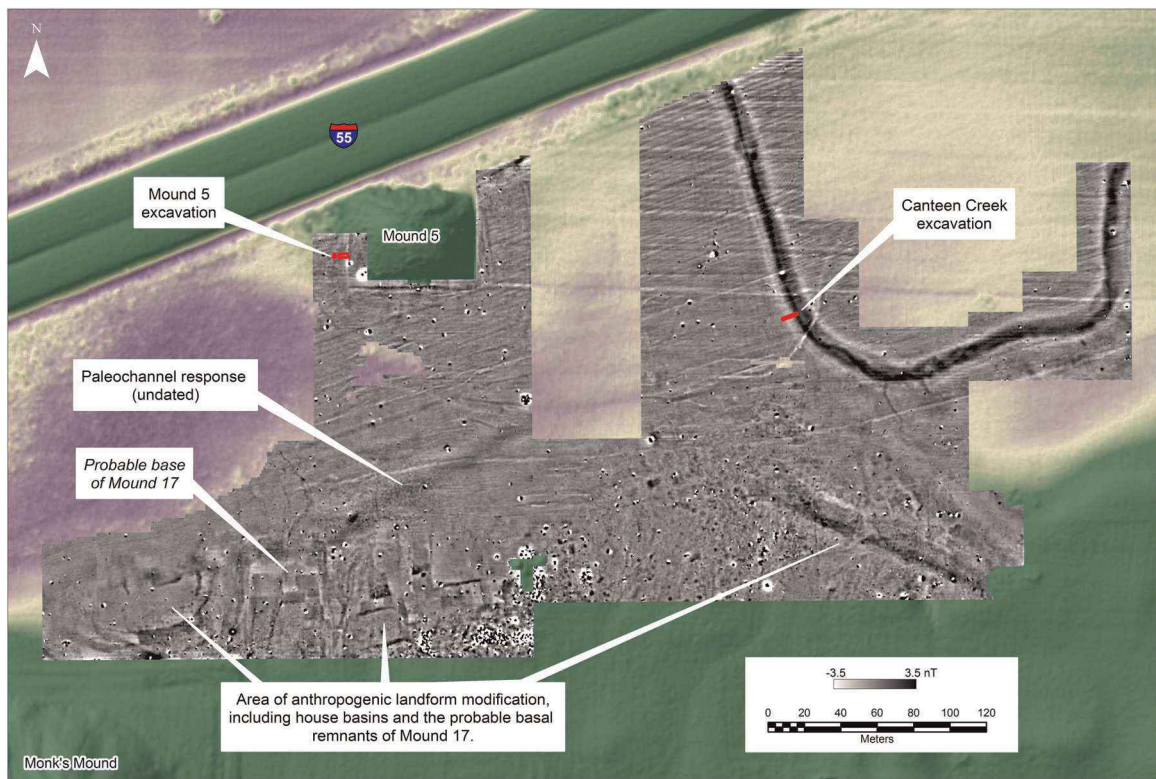 N
55
Mound 5
excavation
Mound 5
Canteen Creek
excavation
Paleochannel response
(undated)
Probable base
of Mound 17
Area of anthropogenic landform modification,
including house basins and the probable basal
remnants of Mound 17.
-3.5 3.5 nT
0 20 40 60 80 100 120
Meters
Monk's Mound